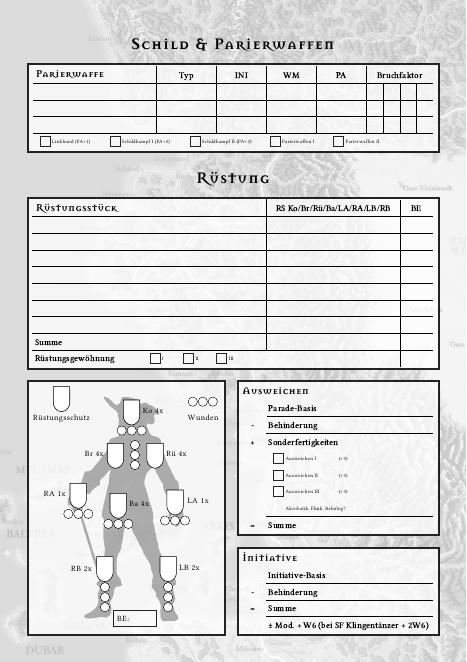 Schild & Parierwaffen
Parierwaffe Typ INI WM PA Bruchfaktor
Linkhand (PA+1) Schildkampf I (PA+2) Schildkampf II (PA+2) Parierwaffen I Parierwaffen II
Rüstung
Oase Virinlassih
Rüstungsstück RS Ko/Br/Rü/Ba/LA/RA/LB/RB BE
Summe
Rüstungsgewöhnung I II III
Rüstungsschutz
Ko 4x
Wunden
Br 4x Rü 4x
RA 1x
Ba 4x
LA 1x
RB 2x LB 2x
BE:
Ausweichen
Parade-Basis
- Behinderung
+ Sonderfertigkeiten
Ausweichen I (+3)
Ausweichen II (+3)
Ausweichen III (+3)
Akrobatik, Flink, Behäbig?
= Summe
Initiative
Initiative-Basis
- Behinderung
= Summe
± Mod. + W6 (bei SF Klingentänzer + 2W6)
DUBAR